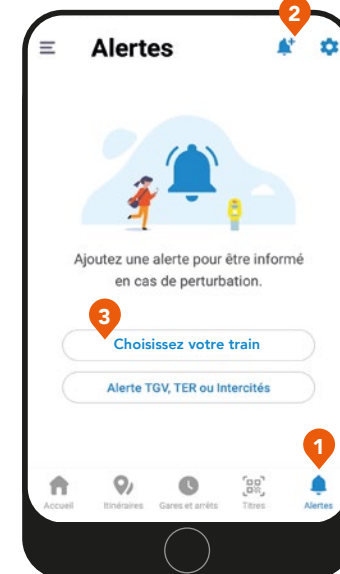 2
Alertes
Ajoutez une alerte pour être informé
en cas de perturbation.
3
Choisissez votre train
Alerte TGV, TER ou Intercités
1
Accueil Itinéraires Gares et arrêts Titres Alertes